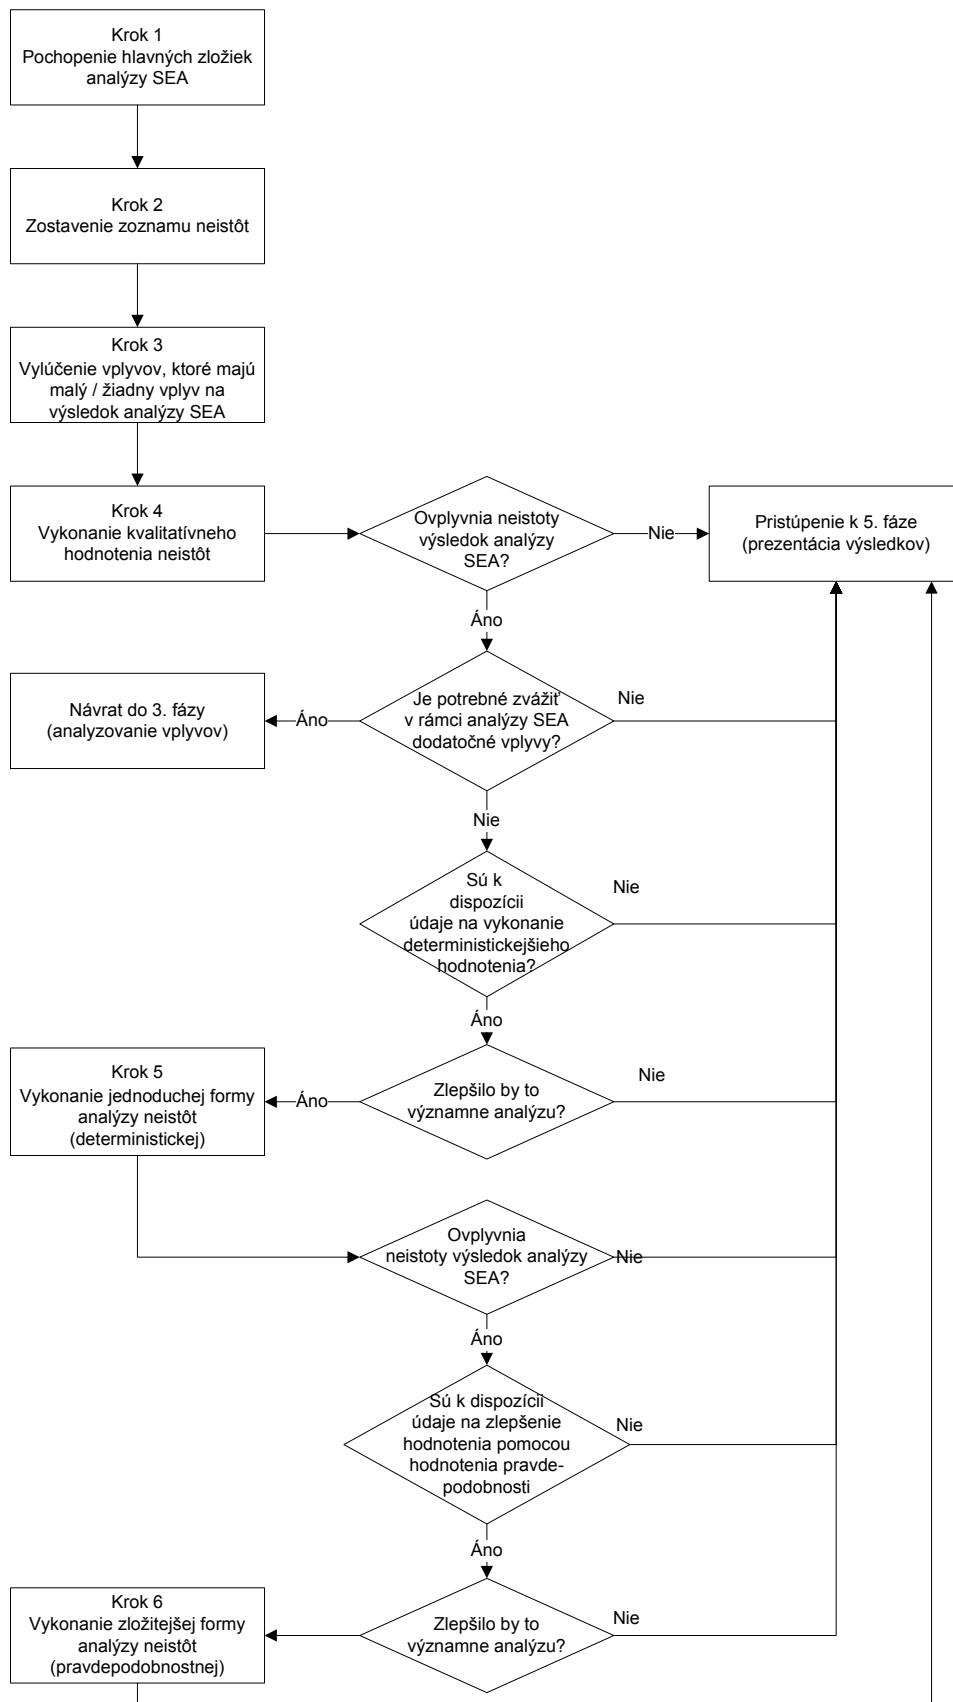 Krok 1
Pochopenie hlavných zložiek
analýzy SEA
Krok 2
Zostavenie zoznamu neistôt
Krok 3
Vylúčenie vplyvov, ktoré majú
malý / žiadny vplyv na
výsledok analýzy SEA
Krok 4
Vykonanie kvalitatívneho
hodnotenia neistôt
Ovplyvnia neistoty
výsledok analýzy
SEA?
Nie
Pristúpenie k 5. fáze
(prezentácia výsledkov)
Áno
Návrat do 3. fázy
(analyzovanie vplyvov)
Áno
Je potrebné zvážiť
v rámci analýzy SEA
dodatočné vplyvy?
Nie
Nie
Sú k
dispozícii
údaje na vykonanie
deterministickejšieho
hodnotenia?
Nie
Áno
Krok 5
Vykonanie jednoduchej formy
analýzy neistôt
(deterministickej)
Áno
Zlepšilo by to
významne analýzu?
Nie
Ovplyvnia
neistoty výsledok analýzy
SEA?
Nie
Áno
Sú k dispozícii
údaje na zlepšenie
hodnotenia pomocou
hodnotenia pravde-
podobnosti
Nie
Áno
Krok 6
Vykonanie zložitejšej formy
analýzy neistôt
(pravdepodobnostnej)
Zlepšilo by to
významne analýzu?
Nie